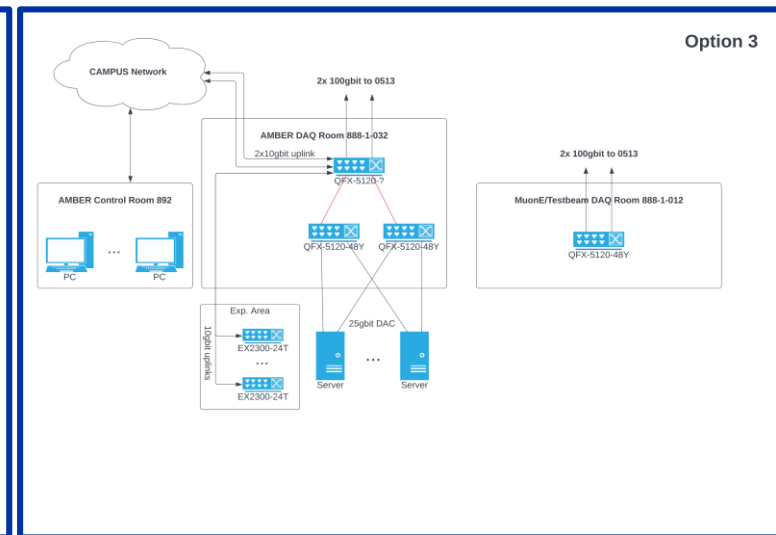 Option 3
CAMPUS Network
2x 100gbit to 0513
AMBER DAQ Room 888-1-032
2x10gbit uplink
QFX-5120-?
2x 100gbit to 0513
AMBER Control Room 892
...
PC
PC
QFX-5120-48Y
QFX-5120-48Y
MuonE/Testbeam DAQ Room 888-1-012
QFX-5120-48Y
Exp. Area
10gbit uplinks
EX2300-24T
...
EX2300-24T
25gbit DAC
...
Server
Server